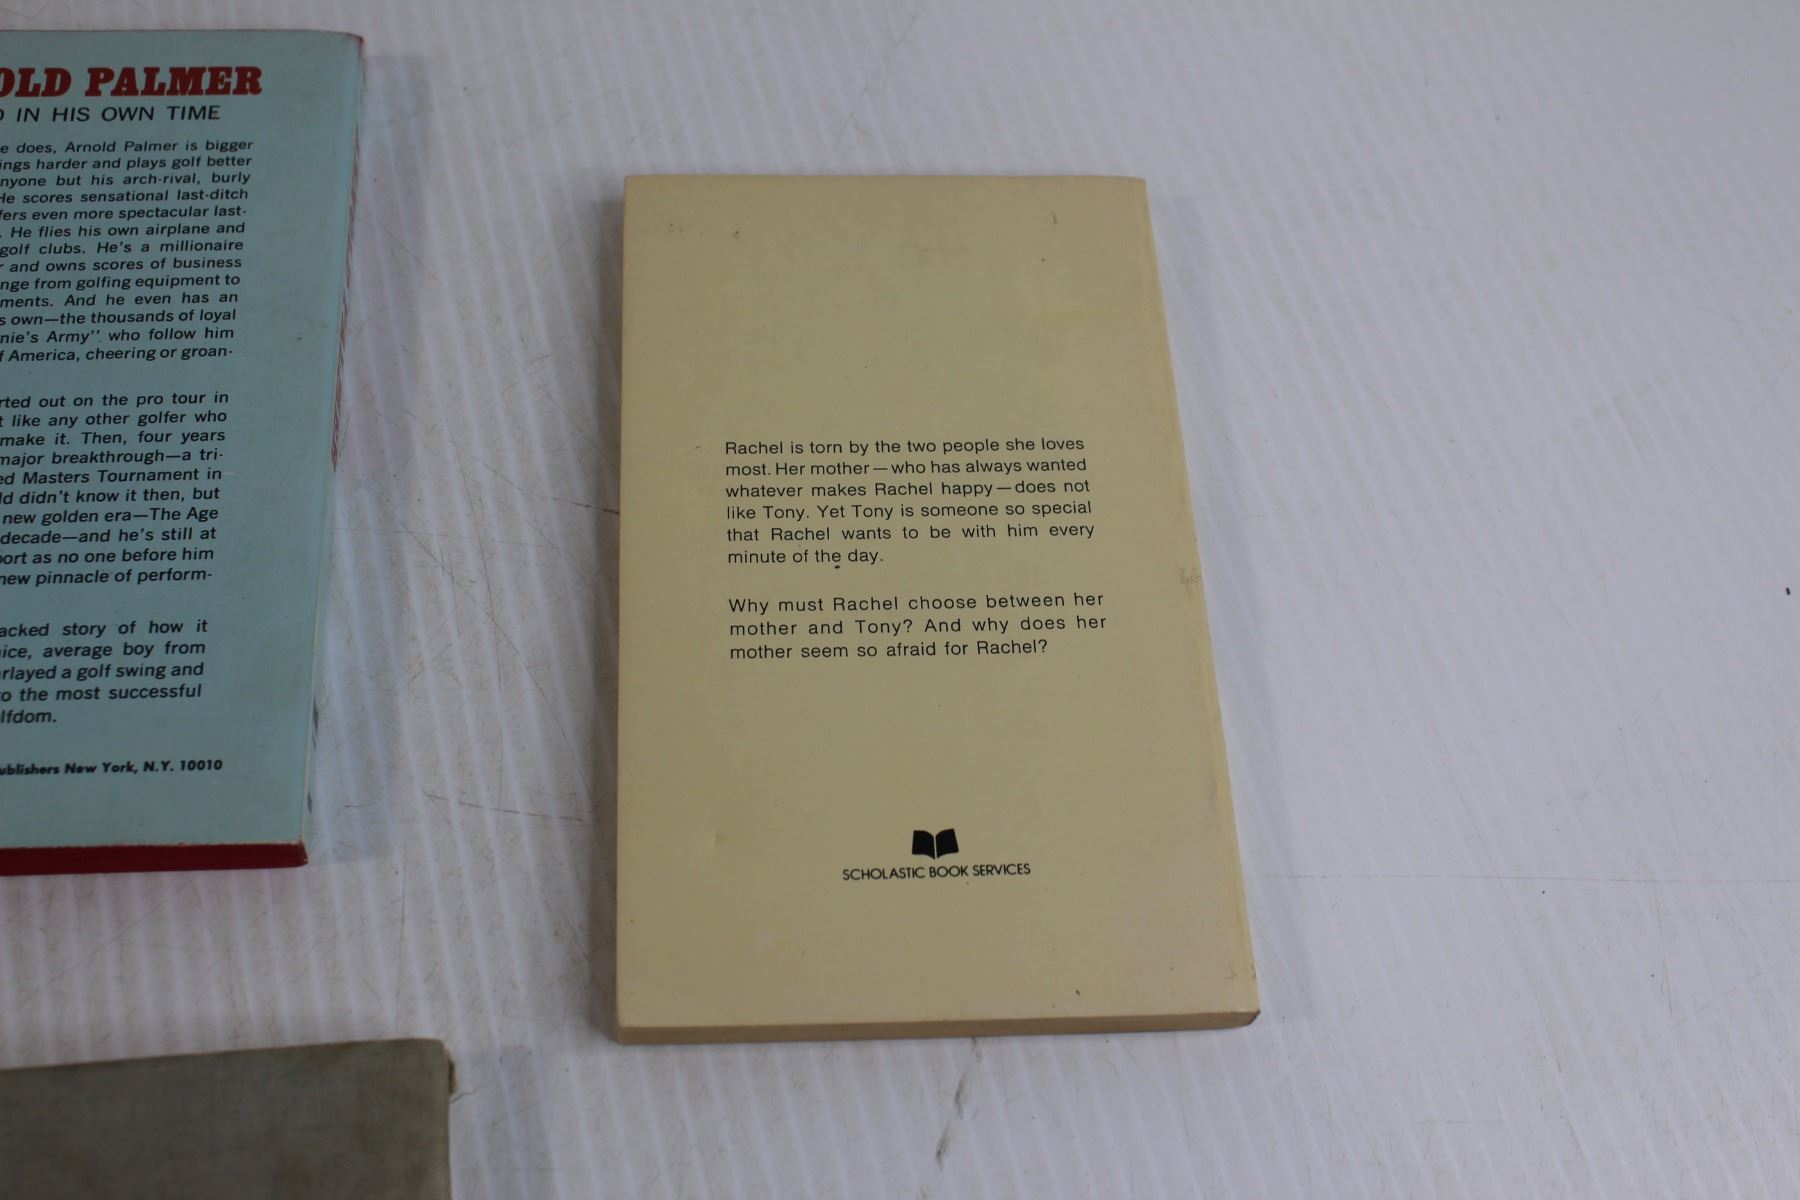 OLD PALMER
IN HIS OWN TIME
e does, Arnold Palmer is bigger
ings harder and plays golf better
nyone but his arch-rival, burly
He scores sensational last-ditch
fers even more spectacular last-
. He flies his own airplane and
golf clubs. He's a millionaire
r and owns scores of business
nge from golfing equipment to
ments. And he even has an
s own—the thousands of loyal
nie's Army" who follow him
f America, cheering or groan-
rted out on the pro tour in
t like any other golfer who
make it. Then, four years
major breakthrough—a tri-
ed Masters Tournament in
ld didn't know it then, but
new golden era—The Age
decade—and he's still at
port as no one before him
new pinnacle of perform-
acked story of how it
nice, average boy from
rlayed a golf swing and
to the most successful
lfdom.
ublishers New York, N.Y. 10010
Rachel is torn by the two people she loves
most. Her mother — who has always wanted
whatever makes Rachel happy — does not
like Tony. Yet Tony is someone so special
that Rachel wants to be with him every
minute of the day.
Why must Rachel choose between her
mother and Tony? And why does her
mother seem so afraid for Rachel?
SCHOLASTIC BOOK SERVICES